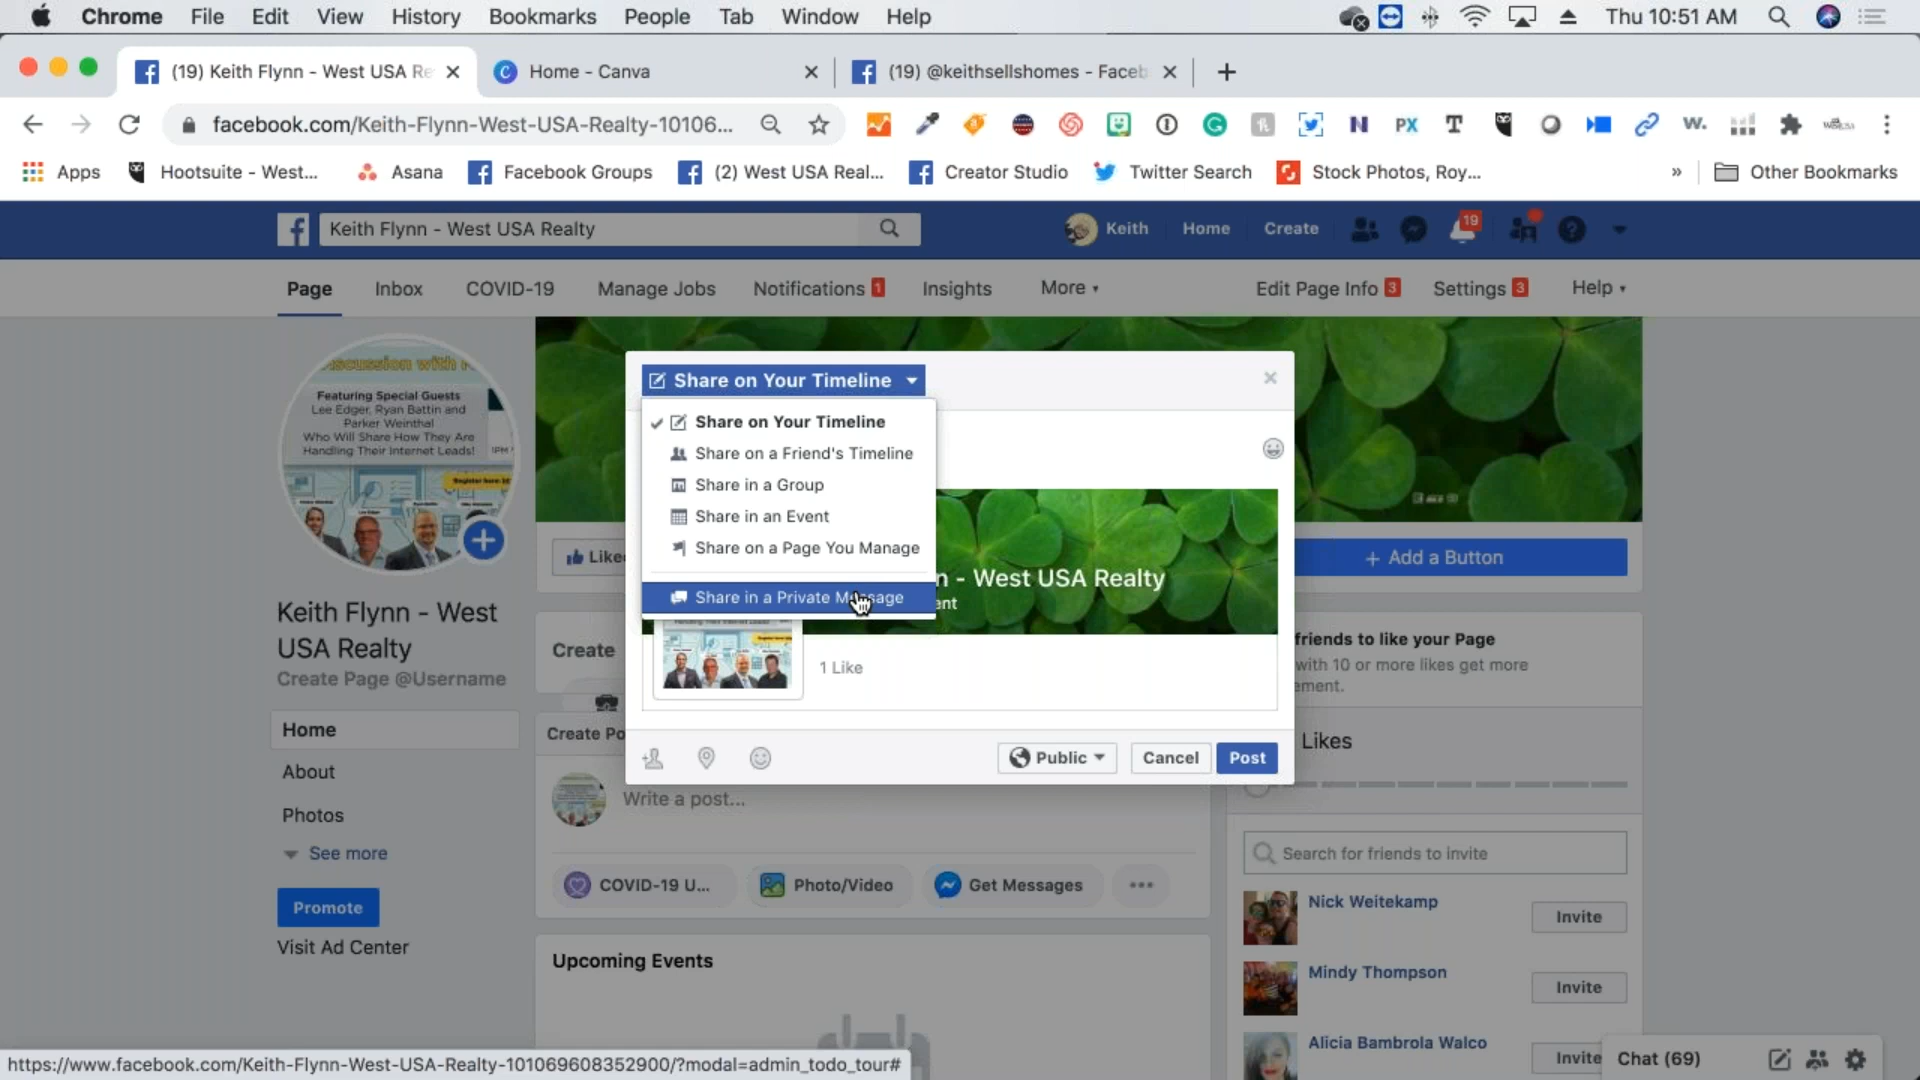 Chrome File Edit View History Bookmarks People Tab Window Help Thu 10:51 AM
(19) Keith Flynn - West USA Re
Home - Canva
(19) @keithsellshomes - Faceb
facebook.com/Keith-Flynn-West-USA-Realty-10106...
Apps
Hootsuite - West...
Asana
Facebook Groups
(2) West USA Real...
Creator Studio
Twitter Search
Stock Photos, Roy...
»
Other Bookmarks
Keith Flynn - West USA Realty
Keith Home Create 19
Page Inbox COVID-19 Manage Jobs Notifications 1 Insights More Edit Page Info 3 Settings 3 Help
Featuring Special Guests
Lee Edger, Ryan Battin and
Parker Weinthal
Who Will Share How They Are
Handling Their Internet Leads!
Keith Flynn - West
USA Realty
Create Page @Username
Home
About
Photos
See more
Promote
Visit Ad Center
Share on Your Timeline
Share on Your Timeline
Share on a Friend's Timeline
Share in a Group
Share in an Event
Share on a Page You Manage
Share in a Private Message
n - West USA Realty
ent
1 Like
Public
Cancel
Post
Like
+ Add a Button
Create
Create Po
Write a post...
COVID-19 U...
Photo/Video
Get Messages
Upcoming Events
friends to like your Page
with 10 or more likes get more
ement.
Likes
Search for friends to invite
Nick Weitekamp
Invite
Mindy Thompson
Invite
Alicia Bambrola Walco
Invite
Chat (69)
https://www.facebook.com/Keith-Flynn-West-USA-Realty-101069608352900/?modal=admin_todo_tour#